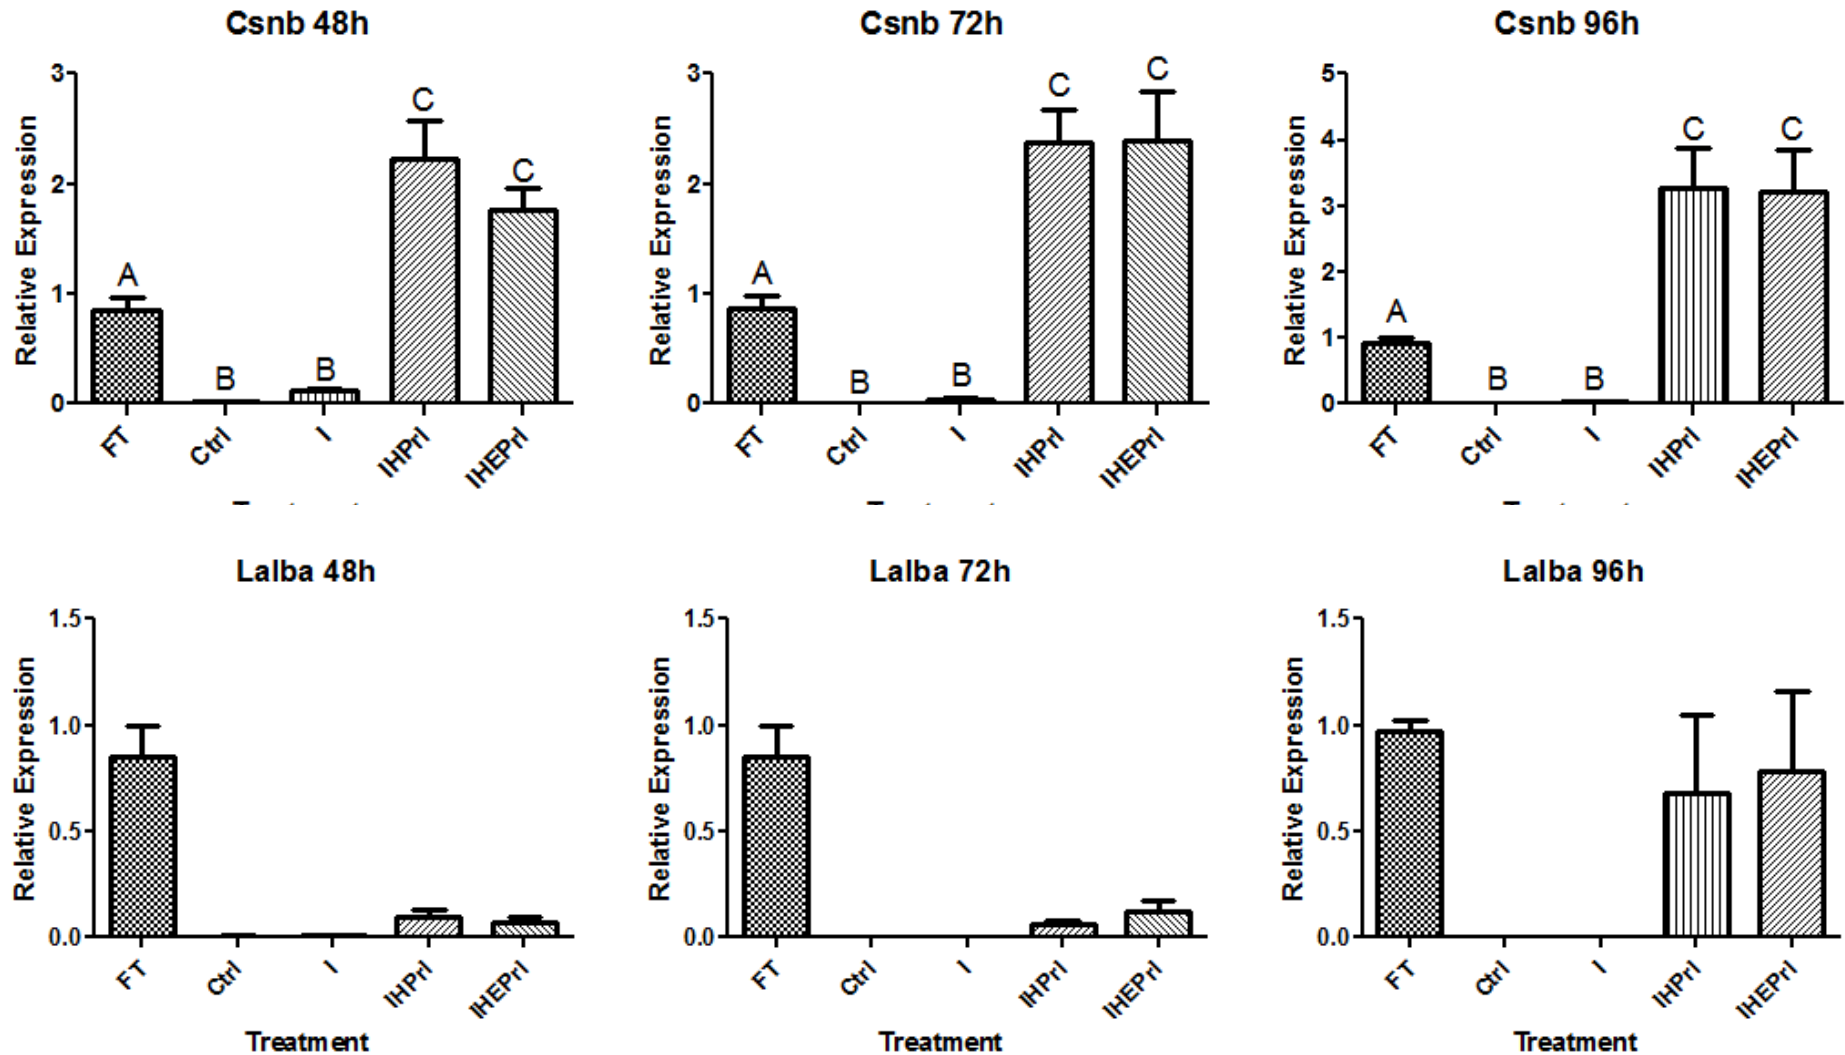 Csnb 48h
Relative Expression
3
2
1
0
A
B
B
C
C
FT
Ctrl
I
IHPrl
IHEPrl
Csnb 72h
Relative Expression
3
2
1
0
A
B
B
C
C
FT
Ctrl
I
IHPrl
IHEPrl
Csnb 96h
Relative Expression
5
4
3
2
1
0
A
B
B
C
C
FT
Ctrl
I
IHPrl
IHEPrl
Lalba 48h
Relative Expression
1.5
1.0
0.5
0.0
FT
Ctrl
I
IHPrl
IHEPrl
Treatment
Lalba 72h
Relative Expression
1.5
1.0
0.5
0.0
FT
Ctrl
I
IHPrl
IHEPrl
Treatment
Lalba 96h
Relative Expression
1.5
1.0
0.5
0.0
FT
Ctrl
I
IHPrl
IHEPrl
Treatment